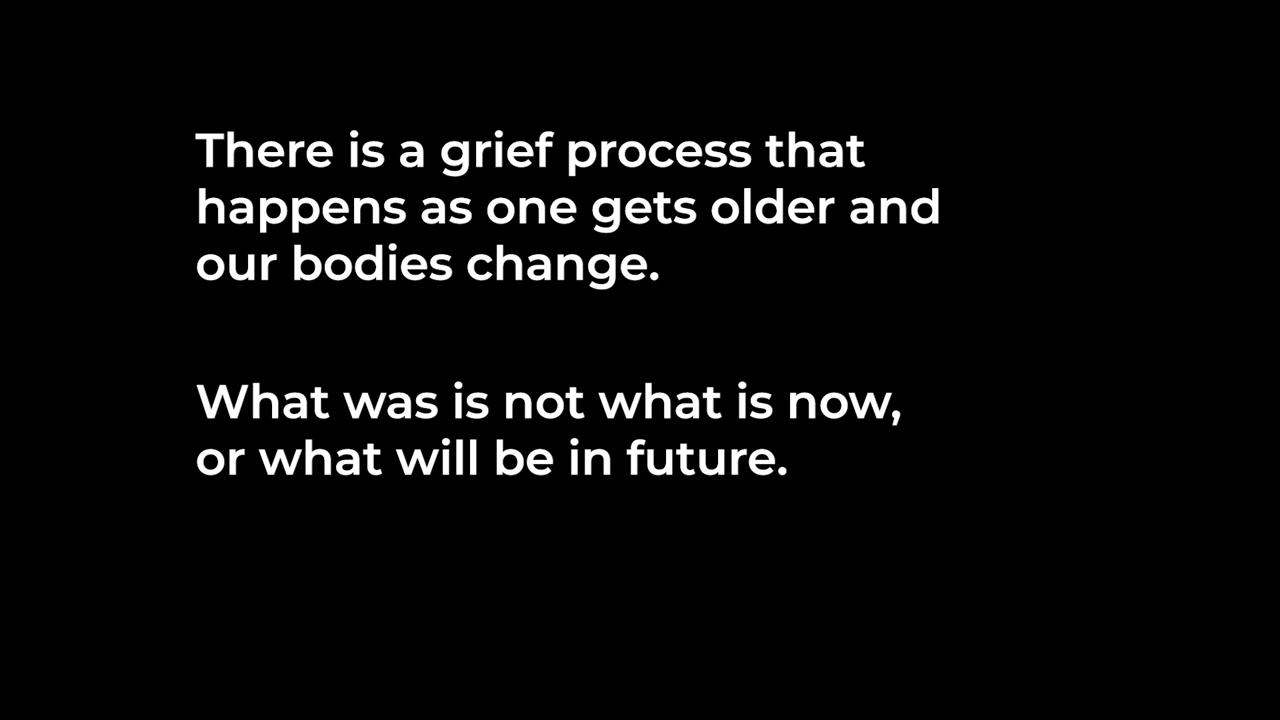 There is a grief process that
happens as one gets older and
our bodies change.
What was is not what is now,
or what will be in future.